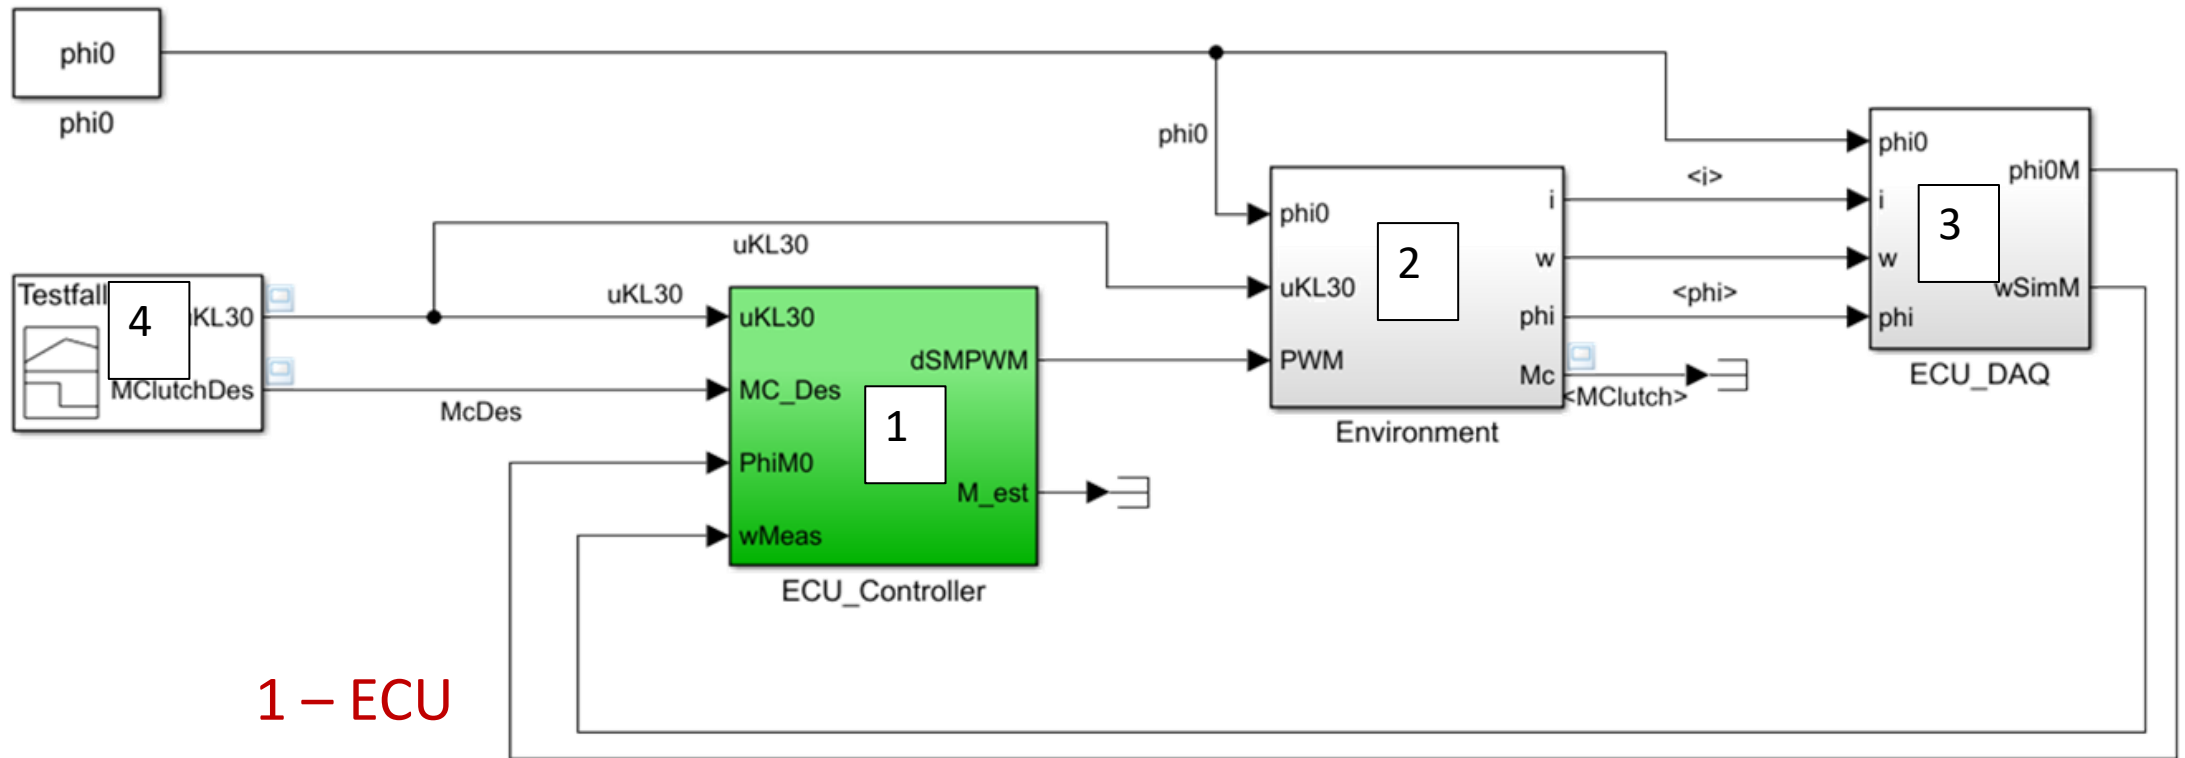 phi0
phi0
phi0
uKL30
uKL30
Testfall
4
KL30
MClutchDes
McDes
uKL30
MC_Des
PhiM0
wMeas
dSMPWM
M_est
1
ECU_Controller
phi0
uKL30
PWM
2
i
w
phi
Mc
Environment
<i>
<phi>
<MClutch>
phi0
i
w
phi
3
phi0M
wSimM
ECU_DAQ
1 – ECU